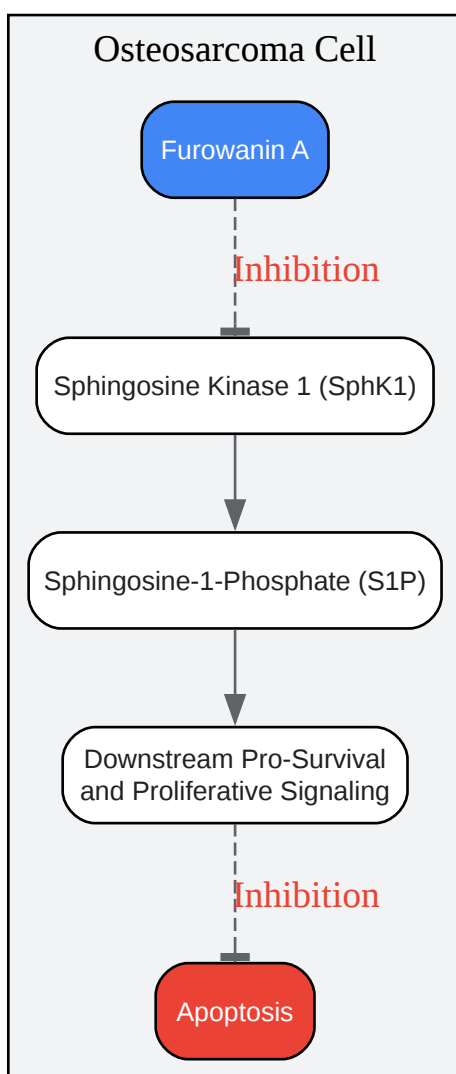 Osteosarcoma Cell
Furowanin A
Inhibition
Sphingosine Kinase 1 (SphK1)
Sphingosine-1-Phosphate (S1P)
Downstream Pro-Survival
and Proliferative Signaling
Inhibition
Apoptosis